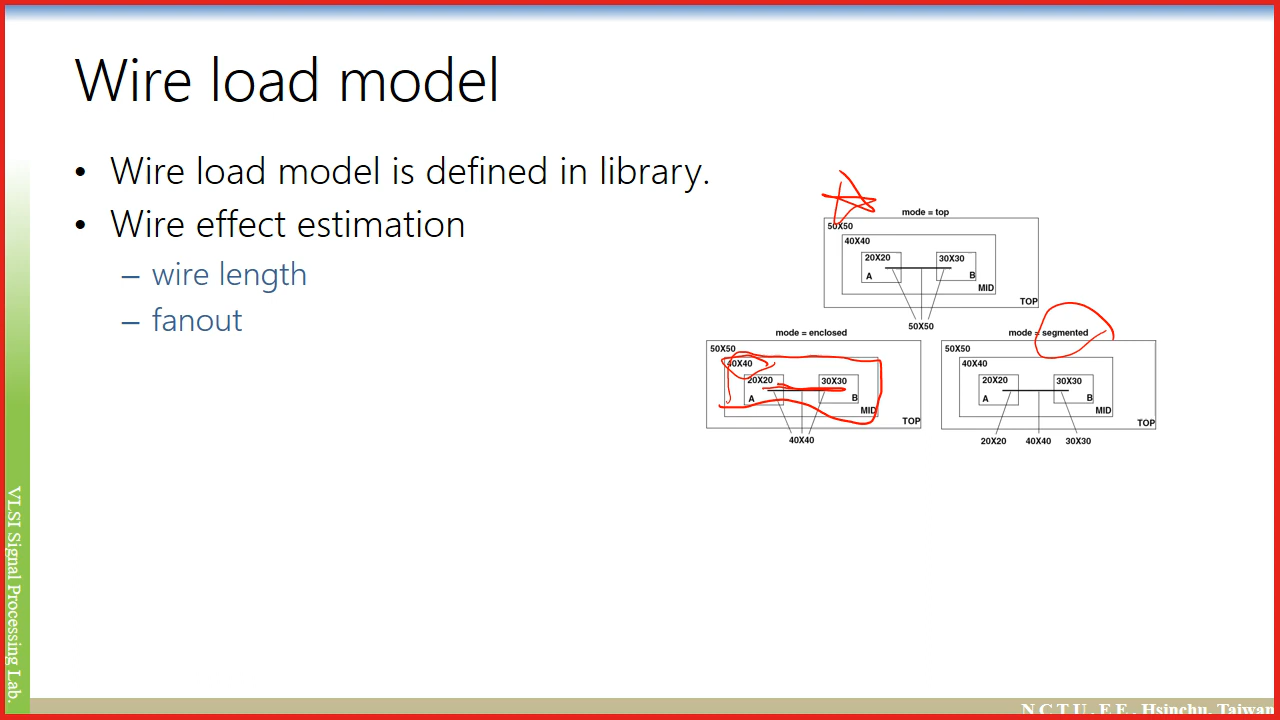 Wire load model
• Wire load model is defined in library.
• Wire effect estimation
– wire length
– fanout
mode = top
50X50
40X40
20X20
30X30
A
B
MID
TOP
50X50
mode = enclosed
50X50
40X40
20X20
30X30
A
B
MID
TOP
40X40
mode = segmented
50X50
40X40
20X20
30X30
A
B
MID
TOP
20X20 40X40 30X30
VLSI Signal Processing Lab.
N C T U . E E , Hsinchu, Taiwan